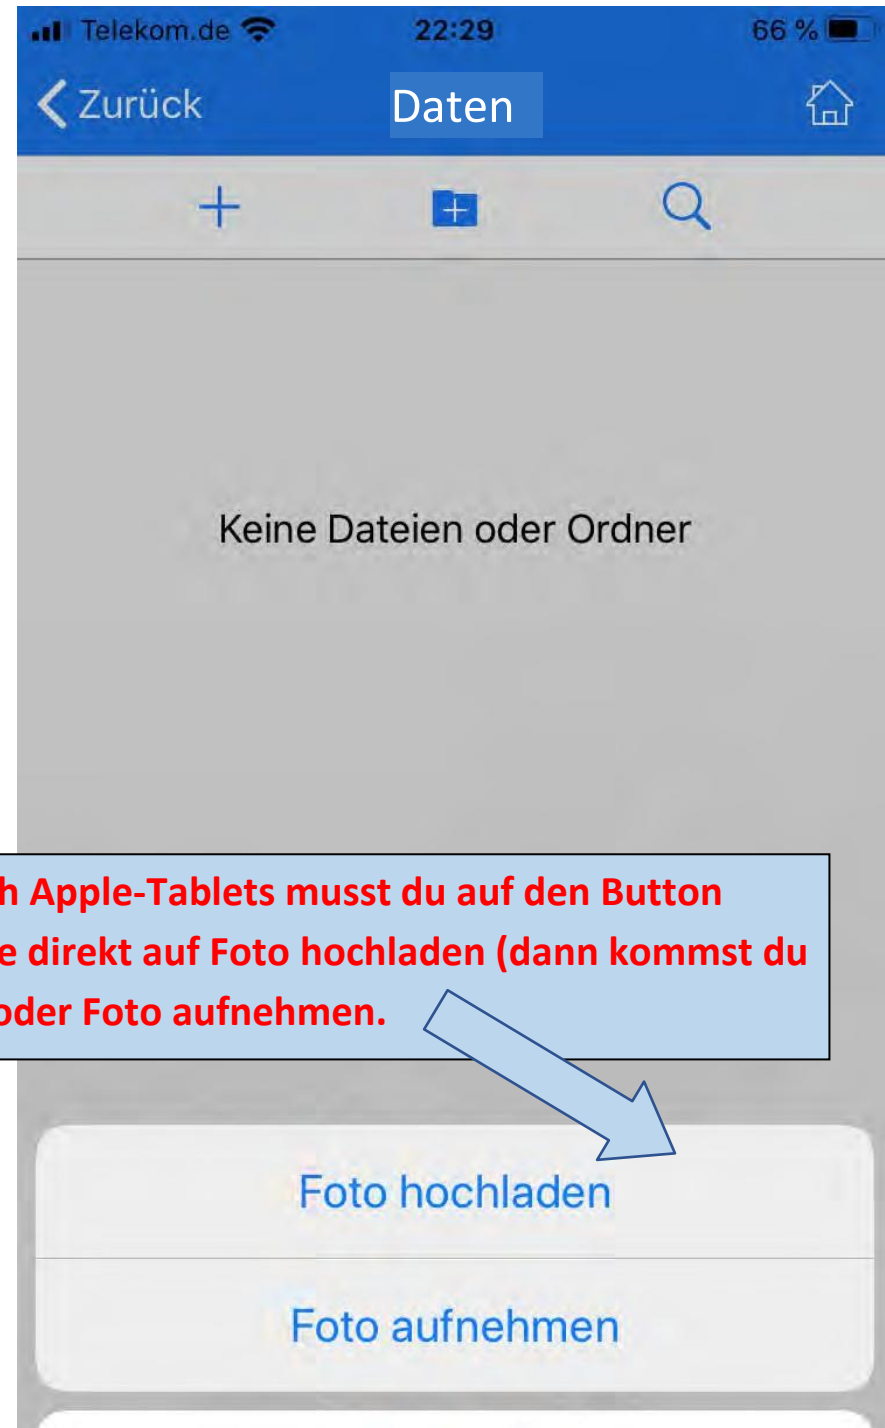 Telekom.de 22:29 66 %
Zurück Daten
Keine Dateien oder Ordner
h Apple-Tablets musst du auf den Button
e direkt auf Foto hochladen (dann kommst du
oder Foto aufnehmen.
Foto hochladen
Foto aufnehmen